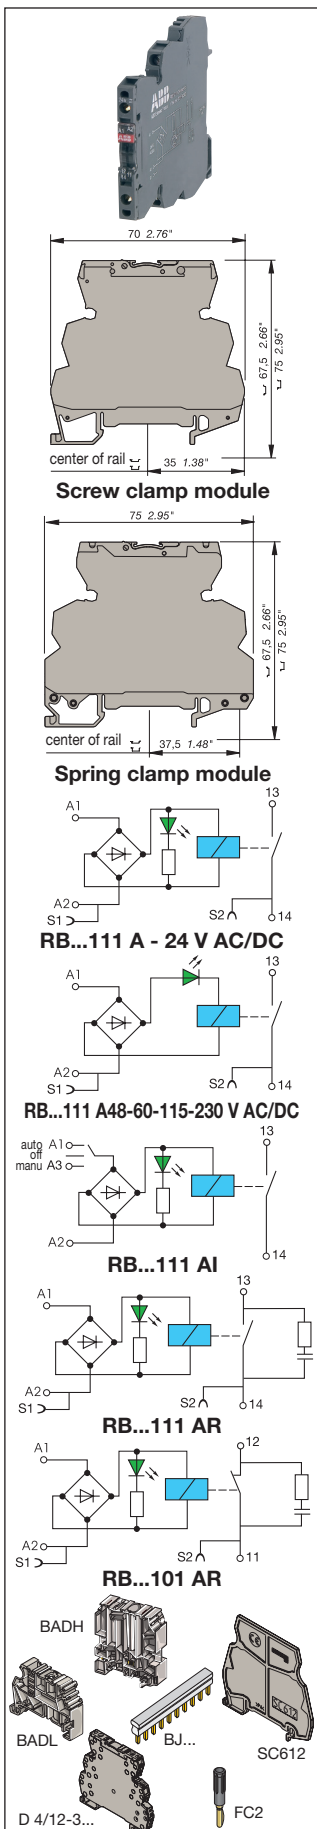 ABB
A1 A2
70 2.76"
67,5 2.66"
75 2.95"
center of rail
35 1.38"
Screw clamp module
75 2.95"
67,5 2.66"
75 2.95"
center of rail
37,5 1.48"
Spring clamp module
A1
13
A2
S1
S2
14
RB...111 A - 24 V AC/DC
13
A1
A2
S1
S2
14
RB...111 A48-60-115-230 V AC/DC
13
auto A1
off
manu A3
A2
14
RB...111 AI
13
A1
A2
S1
S2
14
RB...111 AR
12
A1
A2
S1
S2
11
RB...101 AR
BADH
BADL
BJ...
SC612
SC612
D 4/12-3...
FC2